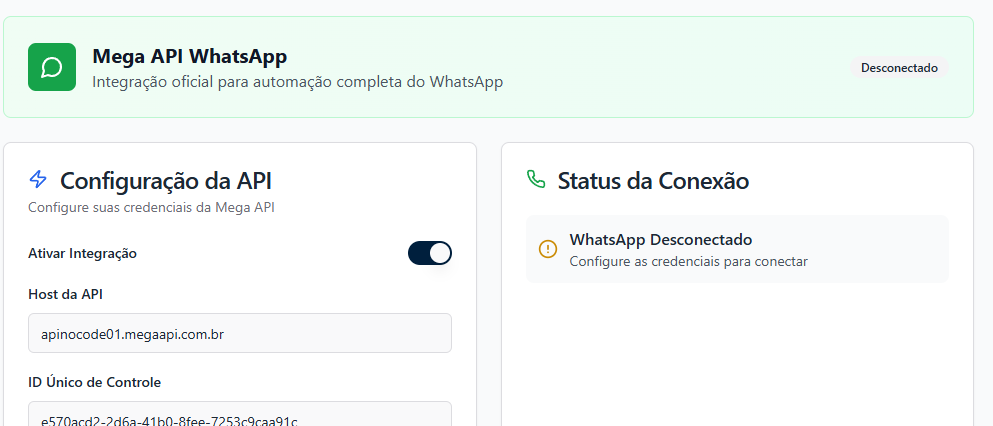 Mega API WhatsApp
Integração oficial para automação completa do WhatsApp
Desconectado
Configuração da API
Configure suas credenciais da Mega API
Ativar Integração
Host da API
apinocode01.megaapi.com.br
ID Único de Controle
e570acd2-2d6a-41b0-8fee-7253c9caa91c
Status da Conexão
WhatsApp Desconectado
Configure as credenciais para conectar